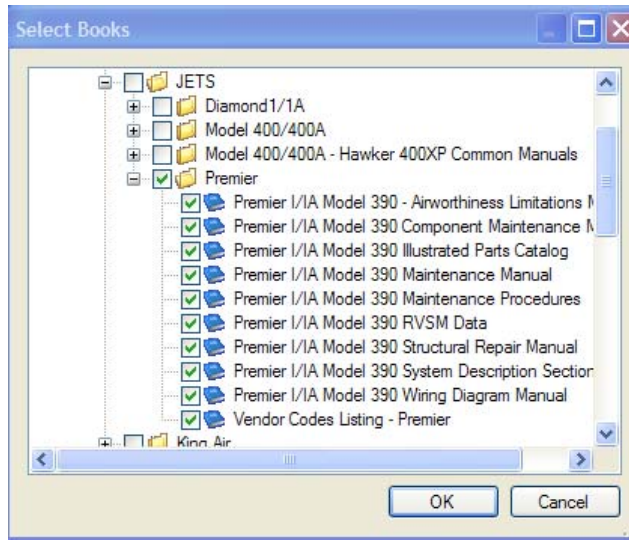 Select Books
JETS
Diamond1/1A
Model 400/400A
Model 400/400A - Hawker 400XP Common Manuals
Premier
Premier I/IA Model 390 - Airworthiness Limitations
Premier I/IA Model 390 Component Maintenance
Premier I/IA Model 390 Illustrated Parts Catalog
Premier I/IA Model 390 Maintenance Manual
Premier I/IA Model 390 Maintenance Procedures
Premier I/IA Model 390 RVSM Data
Premier I/IA Model 390 Structural Repair Manual
Premier I/IA Model 390 System Description Section
Premier I/IA Model 390 Wiring Diagram Manual
Vendor Codes Listing - Premier
King Air
OK
Cancel